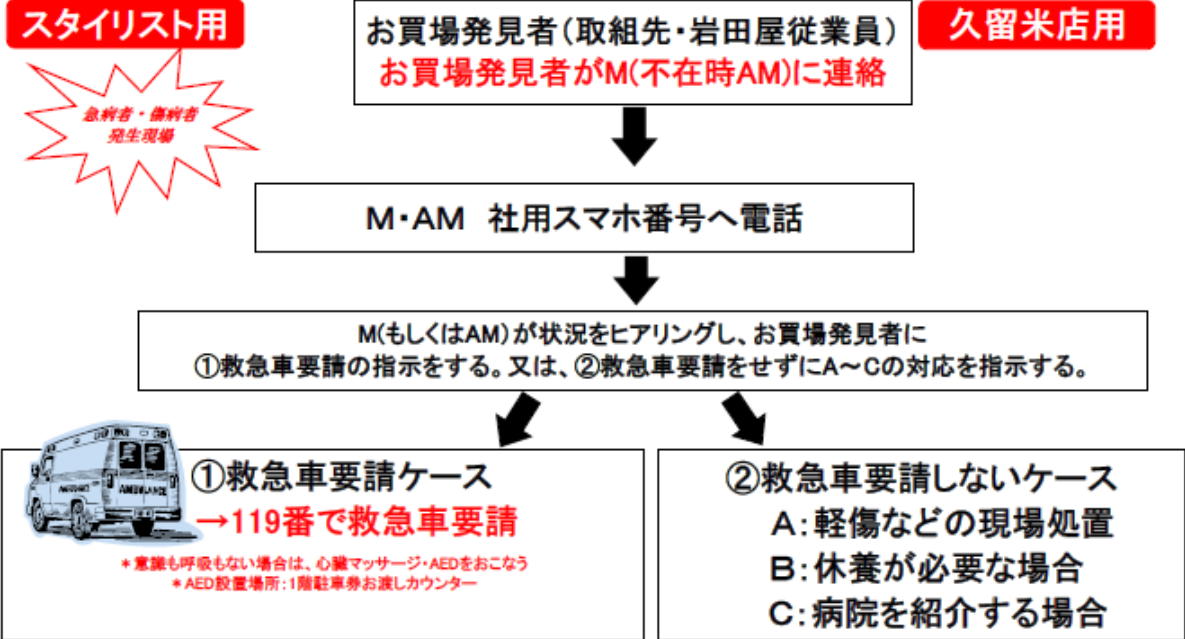 スタイリスト用
お買場発見者(取組先・岩田屋従業員)
お買場発見者がM(不在時AM)に連絡
久留米店用
急病者・傷病者
発生現場
M・AM 社用スマホ番号へ電話
M(もしくはAM)が状況をヒアリングし、お買場発見者に
①救急車要請の指示をする。又は、②救急車要請をせずにA~Cの対応を指示する。
①救急車要請ケース
→119番で救急車要請
*意識も呼吸もない場合は、心臓マッサージ・AEDをおこなう
*AED設置場所:1階駐車券お渡しカウンター
AMBULANCE
AMBULANCE
②救急車要請しないケース
A:軽傷などの現場処置
B:休養が必要な場合
C:病院を紹介する場合